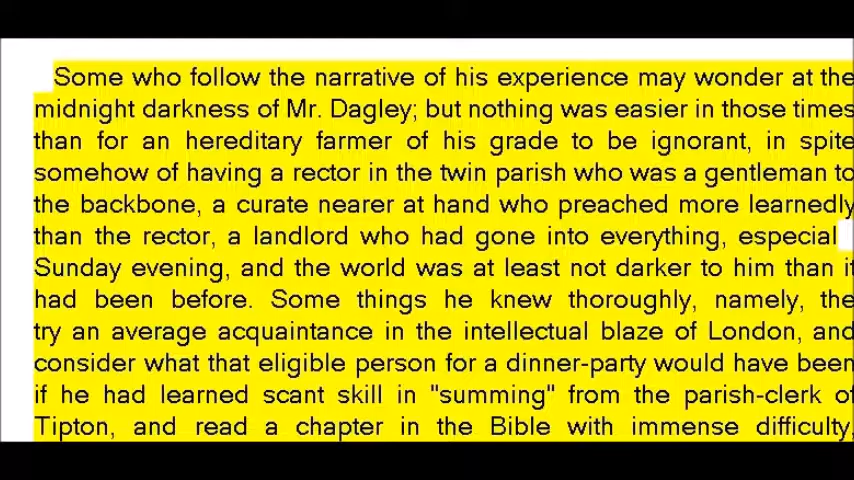 Some who follow the narrative of his experience may wonder at the
midnight darkness of Mr. Dagley; but nothing was easier in those times
than for an hereditary farmer of his grade to be ignorant, in spite
somehow of having a rector in the twin parish who was a gentleman to
the backbone, a curate nearer at hand who preached more learnedly
than the rector, a landlord who had gone into everything, especial
Sunday evening, and the world was at least not darker to him than it
had been before. Some things he knew thoroughly, namely, the
try an average acquaintance in the intellectual blaze of London, and
consider what that eligible person for a dinner-party would have been
if he had learned scant skill in "summing" from the parish-clerk of
Tipton, and read a chapter in the Bible with immense difficulty,